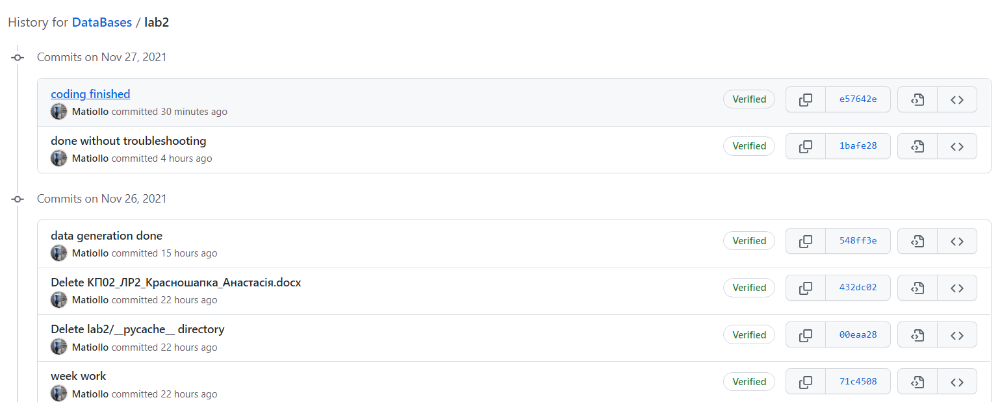 History for DataBases / lab2
Commits on Nov 27, 2021
coding finished
Matiollo committed 30 minutes ago
Verified
e57642e
done without troubleshooting
Matiollo committed 4 hours ago
Verified
1bafe28
Commits on Nov 26, 2021
data generation done
Matiollo committed 15 hours ago
Verified
548ff3e
Delete КП02_ЛР2_Красношапка_Анастасія.docx
Matiollo committed 22 hours ago
Verified
432dc02
Delete lab2/__pycache__ directory
Matiollo committed 22 hours ago
Verified
00eaa28
week work
Matiollo committed 22 hours ago
Verified
71c4508